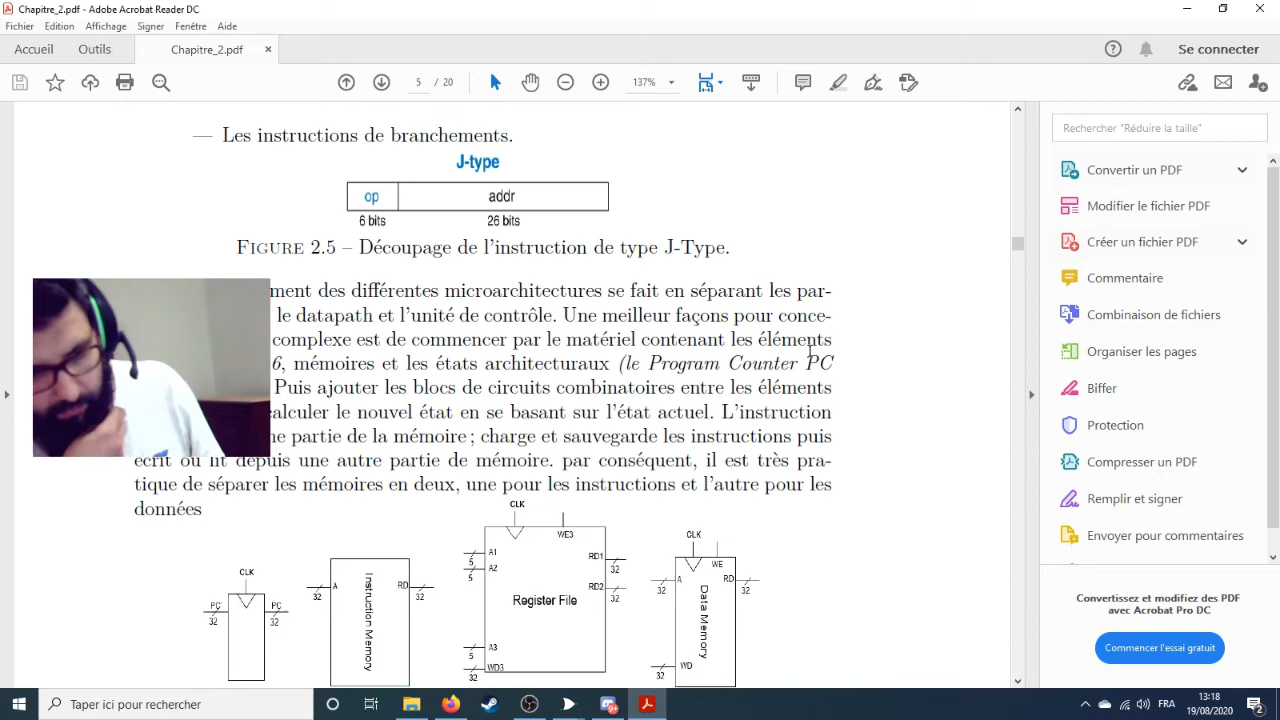 Chapitre_2.pdf - Adobe Acrobat Reader DC
Fichier Edition Affichage Signer Fenêtre Aide
Accueil Outils Chapitre_2.pdf × Se connecter
5 / 20 137%
— Les instructions de branchements.
J-type
op addr
6 bits 26 bits
FIGURE 2.5 – Découpage de l'instruction de type J-Type.
ment des différentes microarchitectures se fait en séparant les par-
le datapath et l'unité de contrôle. Une meilleur façons pour conce-
complexe est de commencer par le matériel contenant les éléments
6, mémoires et les états architecturaux (le Program Counter PC
Puis ajouter les blocs de circuits combinatoires entre les éléments
calculer le nouvel état en se basant sur l'état actuel. L'instruction
ne partie de la mémoire ; charge et sauvegarde les instructions puis
écrit ou lit depuis une autre partie de mémoire. par conséquent, il est très pra-
tique de séparer les mémoires en deux, une pour les instructions et l'autre pour les
données
CLK
PC' PC
32 32
A RD
32 32
Instruction Memory
CLK
WE3
A1 RD1
5 32
A2 RD2
5 32
Register File
A3
5
WD3
32
CLK
WE
A RD
32 32
Data Memory
WD
32
Rechercher "Réduire la taille"
Convertir un PDF
Modifier le fichier PDF
Créer un fichier PDF
Commentaire
Combinaison de fichiers
Organiser les pages
Biffer
Protection
Compresser un PDF
Remplir et signer
Envoyer pour commentaires
Convertissez et modifiez des PDF
avec Acrobat Pro DC
Commencer l'essai gratuit
Taper ici pour rechercher
FRA
13:18
19/08/2020
2